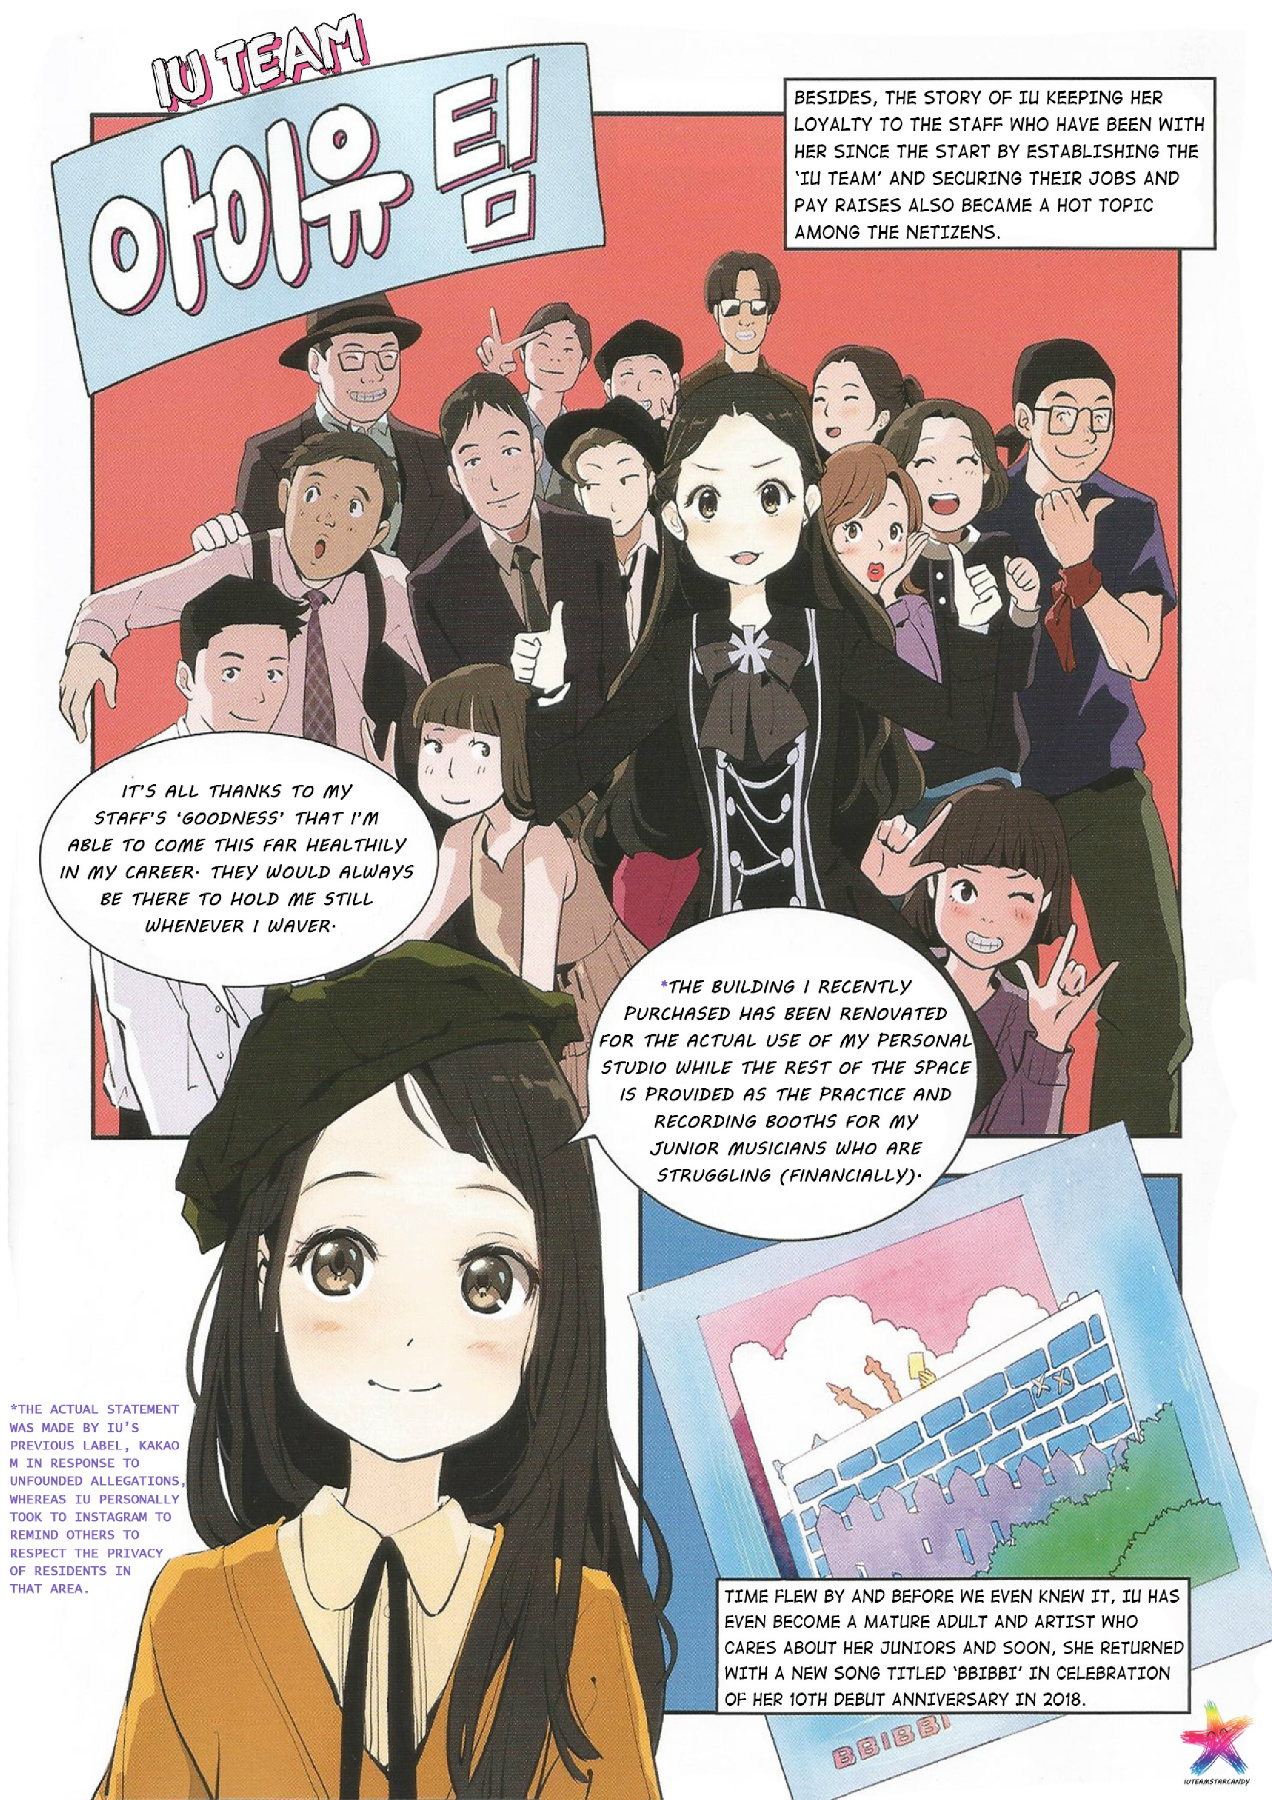 IU TEAM
아이유 팀
BESIDES, THE STORY OF IU KEEPING HER
LOYALTY TO THE STAFF WHO HAVE BEEN WITH
HER SINCE THE START BY ESTABLISHING THE
'IU TEAM' AND SECURING THEIR JOBS AND
PAY RAISES ALSO BECAME A HOT TOPIC
AMONG THE NETIZENS.
IT'S ALL THANKS TO MY
STAFF'S 'GOODNESS' THAT I'M
ABLE TO COME THIS FAR HEALTHILY
IN MY CAREER. THEY WOULD ALWAYS
BE THERE TO HOLD ME STILL
WHENEVER I WAVER.
*THE BUILDING I RECENTLY
PURCHASED HAS BEEN RENOVATED
FOR THE ACTUAL USE OF MY PERSONAL
STUDIO WHILE THE REST OF THE SPACE
IS PROVIDED AS THE PRACTICE AND
RECORDING BOOTHS FOR MY
JUNIOR MUSICIANS WHO ARE
STRUGGLING (FINANCIALLY).
*THE ACTUAL STATEMENT
WAS MADE BY IU'S
PREVIOUS LABEL, KAKAO
M IN RESPONSE TO
UNFOUNDED ALLEGATIONS,
WHEREAS IU PERSONALLY
TOOK TO INSTAGRAM TO
REMIND OTHERS TO
RESPECT THE PRIVACY
OF RESIDENTS IN
THAT AREA.
TIME FLEW BY AND BEFORE WE EVEN KNEW IT, IU HAS
EVEN BECOME A MATURE ADULT AND ARTIST WHO
CARES ABOUT HER JUNIORS AND SOON, SHE RETURNED
WITH A NEW SONG TITLED 'BBIBBI' IN CELEBRATION
OF HER 10TH DEBUT ANNIVERSARY IN 2018.
BBIBBI
IUTEAMSTARCANDY